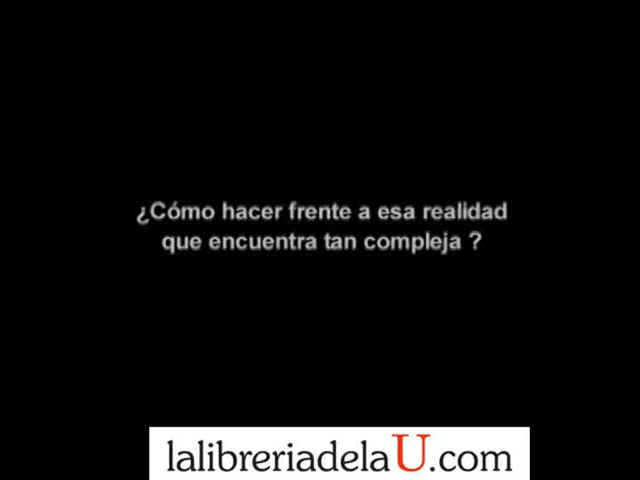 ¿Cómo hacer frente a esa realidad
que encuentra tan compleja ?
lalibreriadelaU.com